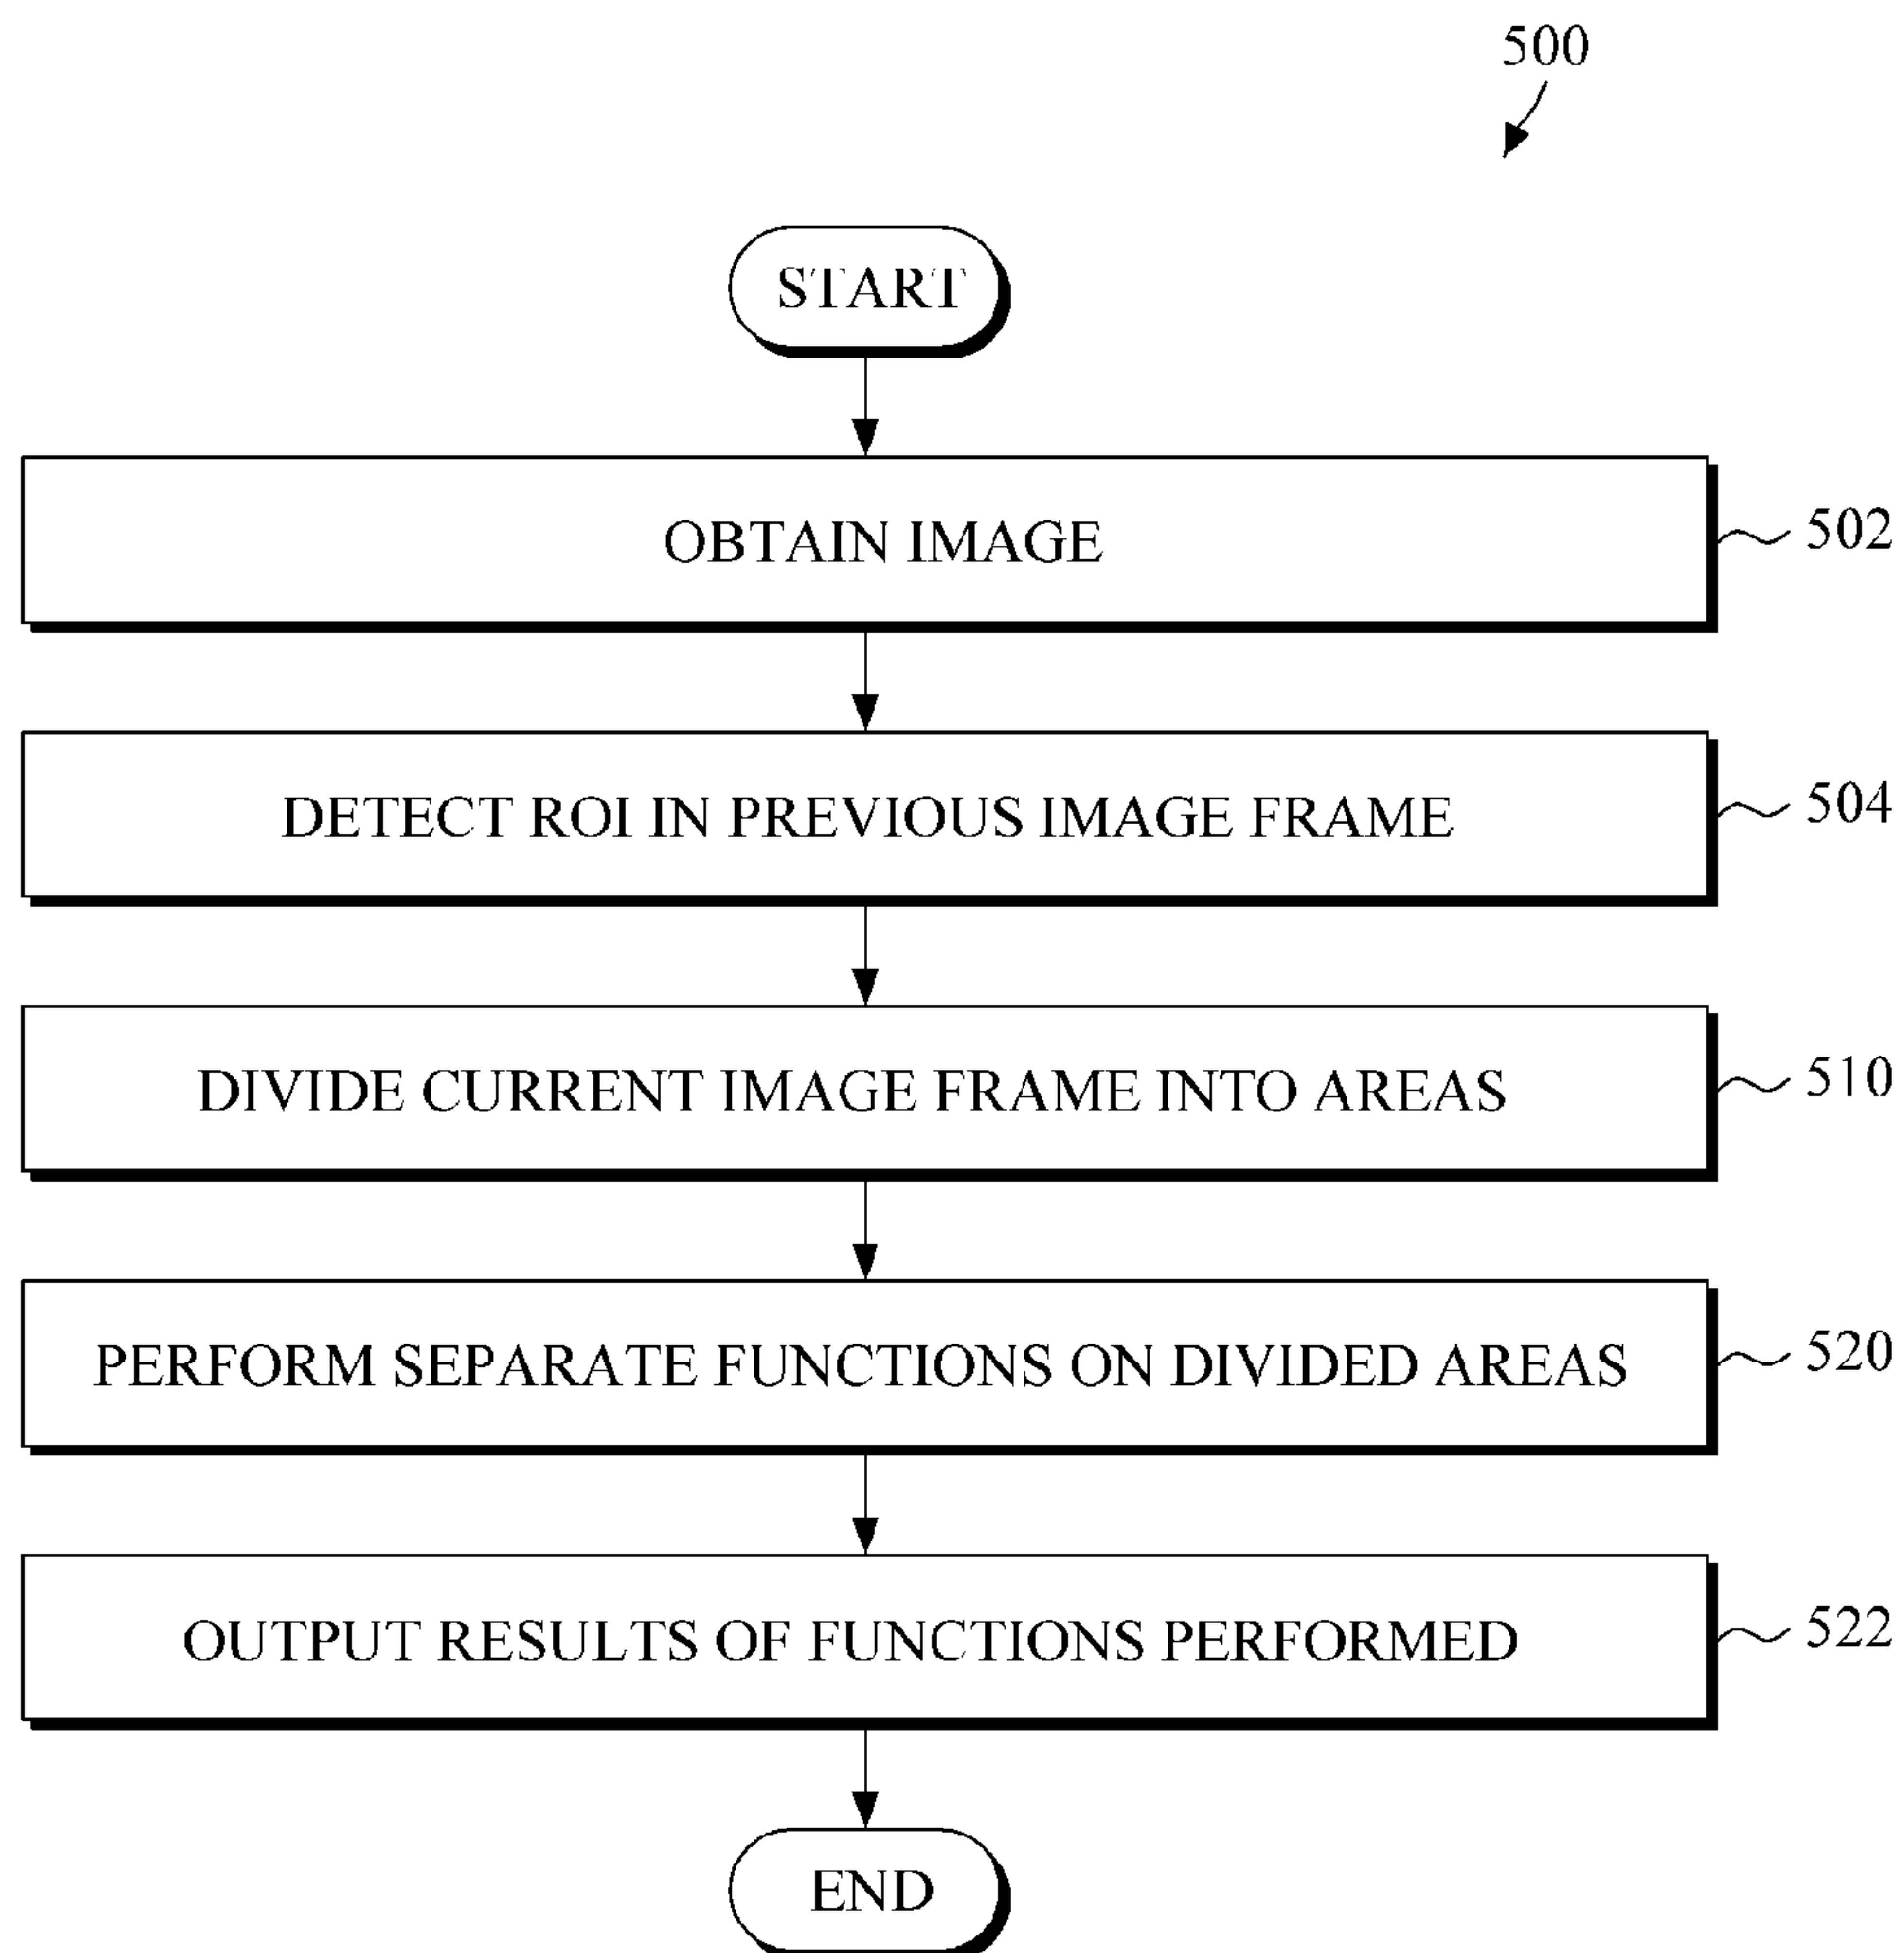 500
START
OBTAIN IMAGE
502
DETECT ROI IN PREVIOUS IMAGE FRAME
504
DIVIDE CURRENT IMAGE FRAME INTO AREAS
510
PERFORM SEPARATE FUNCTIONS ON DIVIDED AREAS
520
OUTPUT RESULTS OF FUNCTIONS PERFORMED
522
END